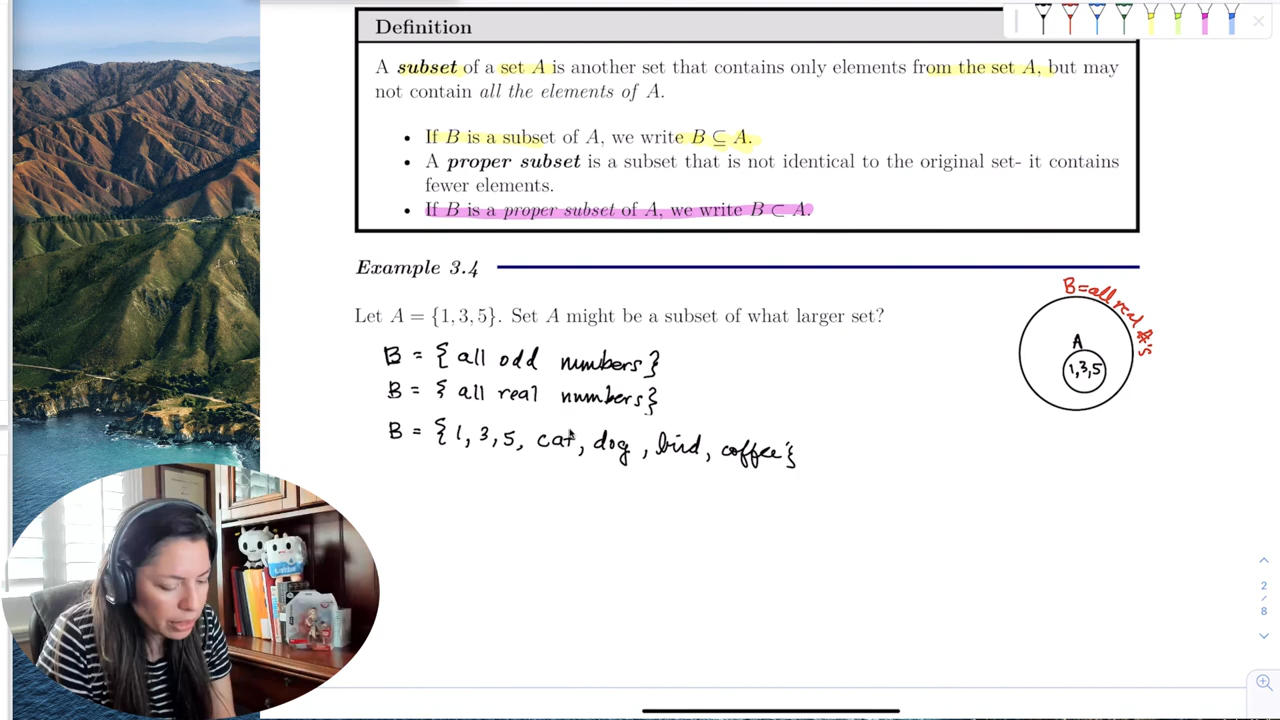 Definition
A subset of a set A is another set that contains only elements from the set A, but may
not contain all the elements of A.
• If B is a subset of A, we write B ⊆ A.
• A proper subset is a subset that is not identical to the original set- it contains
fewer elements.
• If B is a proper subset of A, we write B ⊂ A.
Example 3.4
Let A = {1, 3, 5}. Set A might be a subset of what larger set?
B = { all odd numbers}
B = { all real numbers}
B = { 1, 3, 5, cat, dog, bird, coffee}
B = all real #'s
A
1,3,5
2
/
8